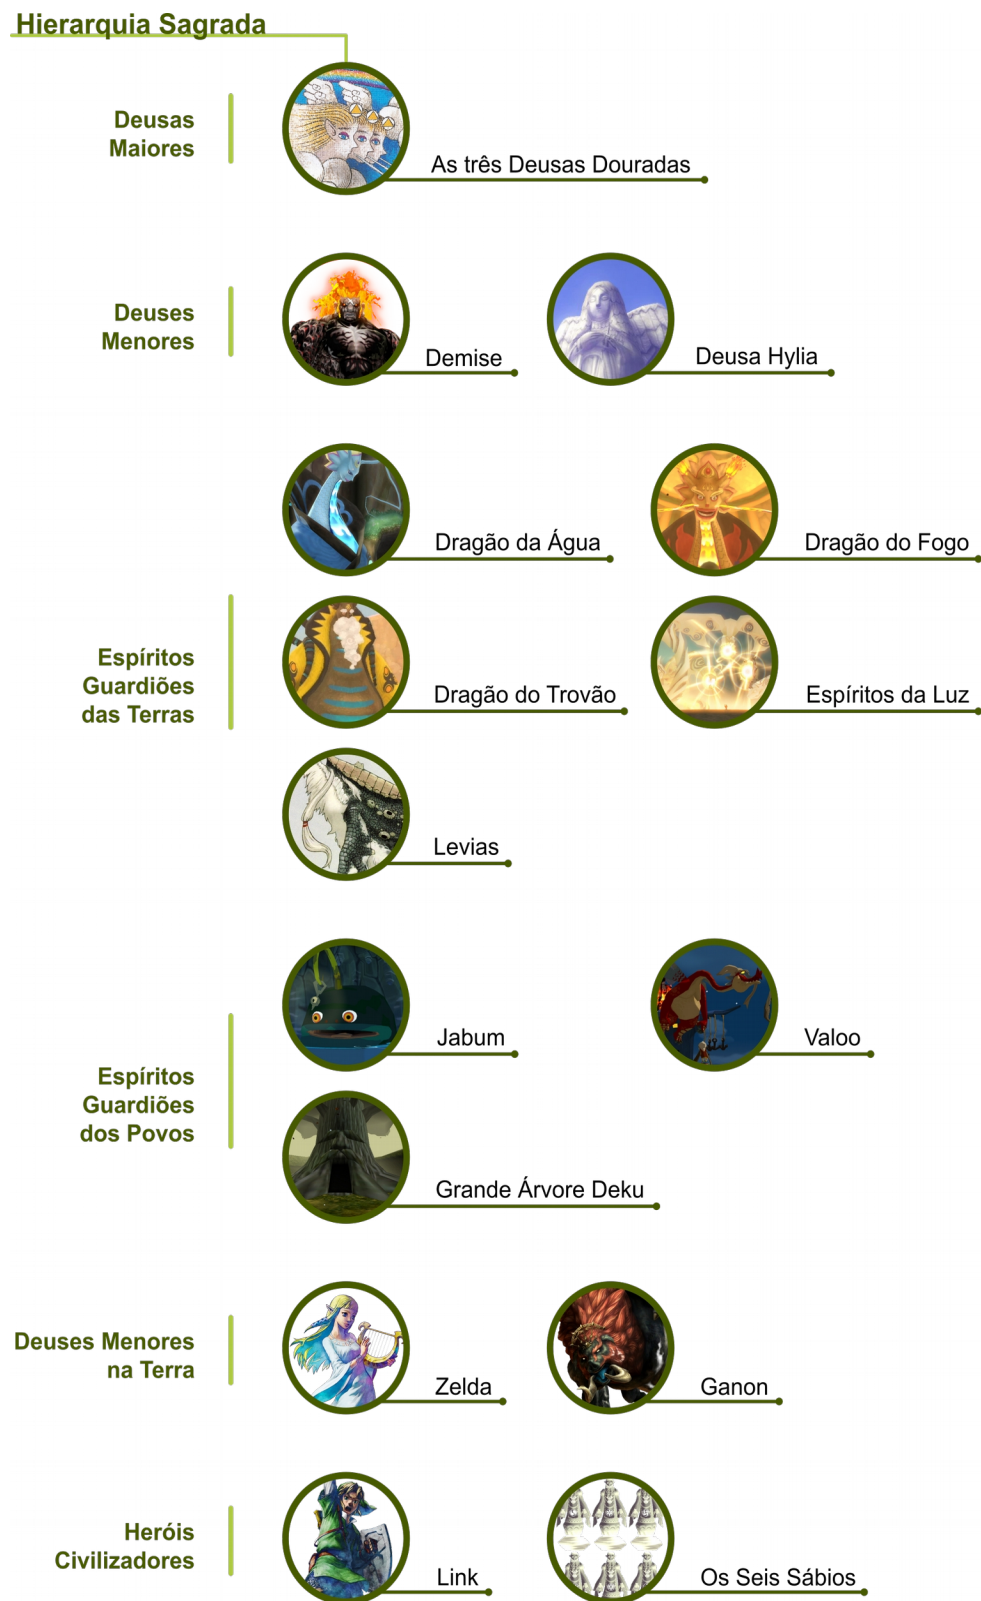 Hierarquia Sagrada
Deusas
Maiores
As três Deusas Douradas
Deuses
Menores
Demise
Deusa Hylia
Dragão da Água
Dragão do Fogo
Espíritos
Guardiões
das Terras
Dragão do Trovão
Espíritos da Luz
Levias
Espíritos
Guardiões
dos Povos
Jabum
Valoo
Grande Árvore Deku
Deuses Menores
na Terra
Zelda
Ganon
Heróis
Civilizadores
Link
Os Seis Sábios